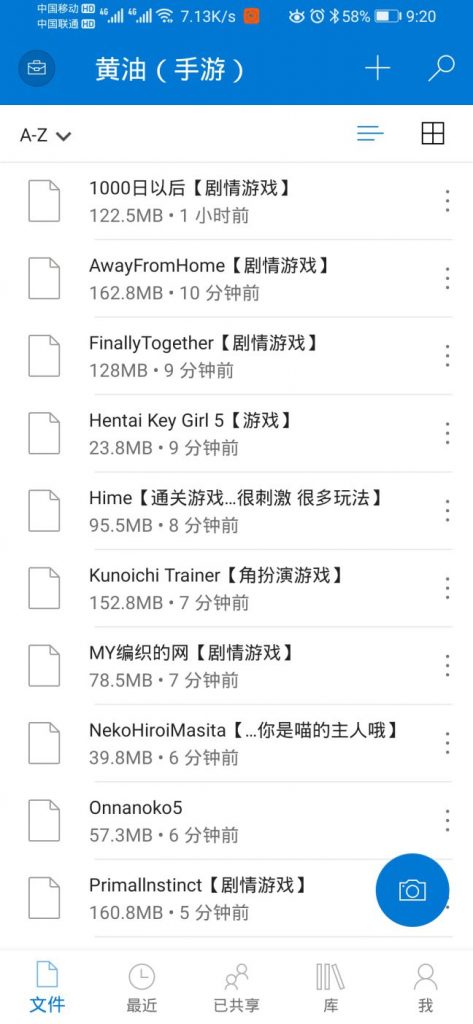 中国移动 HD 4G 4G 7.13K/s 58% 9:20
中国联通 HD
黄油（手游）
A-Z
1000日以后【剧情游戏】
122.5MB • 1 小时前
AwayFromHome【剧情游戏】
162.8MB • 10 分钟前
FinallyTogether【剧情游戏】
128MB • 9 分钟前
Hentai Key Girl 5【游戏】
23.8MB • 9 分钟前
Hime【通关游戏...很刺激 很多玩法】
95.5MB • 8 分钟前
Kunoichi Trainer【角扮演游戏】
152.8MB • 7 分钟前
MY编织的网【剧情游戏】
78.5MB • 7 分钟前
NekoHiroiMasita【...你是喵的主人哦】
39.8MB • 6 分钟前
Onnanoko5
57.3MB • 6 分钟前
PrimalInstinct【剧情游戏】
160.8MB • 5 分钟前
文件 最近 已共享 库 我